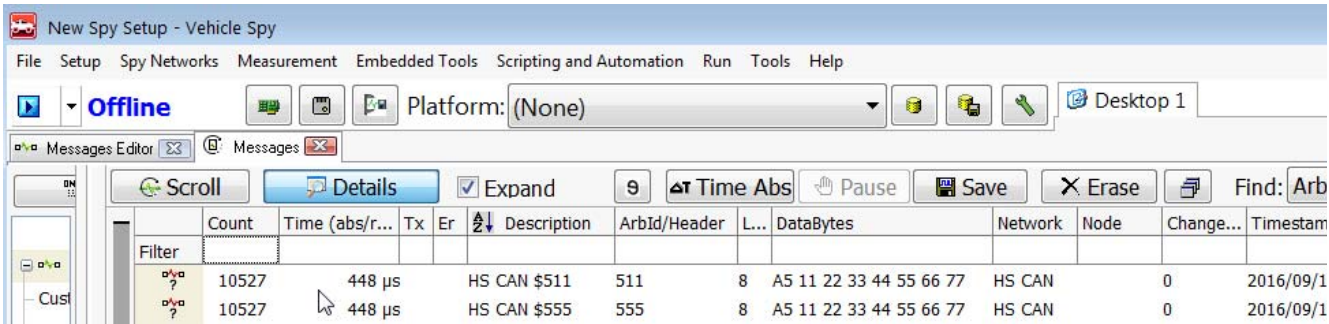 New Spy Setup - Vehicle Spy
File Setup Spy Networks Measurement Embedded Tools Scripting and Automation Run Tools Help
Offline Platform: (None) Desktop 1
Messages Editor Messages
Scroll Details Expand ΔT Time Abs Pause Save Erase Find: Arb
Count Time (abs/r... Tx Er Description ArbId/Header L... DataBytes Network Node Change... Timestam
Filter
10527 448 µs HS CAN $511 511 8 A5 11 22 33 44 55 66 77 HS CAN 0 2016/09/1
Cust 10527 448 µs HS CAN $555 555 8 A5 11 22 33 44 55 66 77 HS CAN 0 2016/09/1